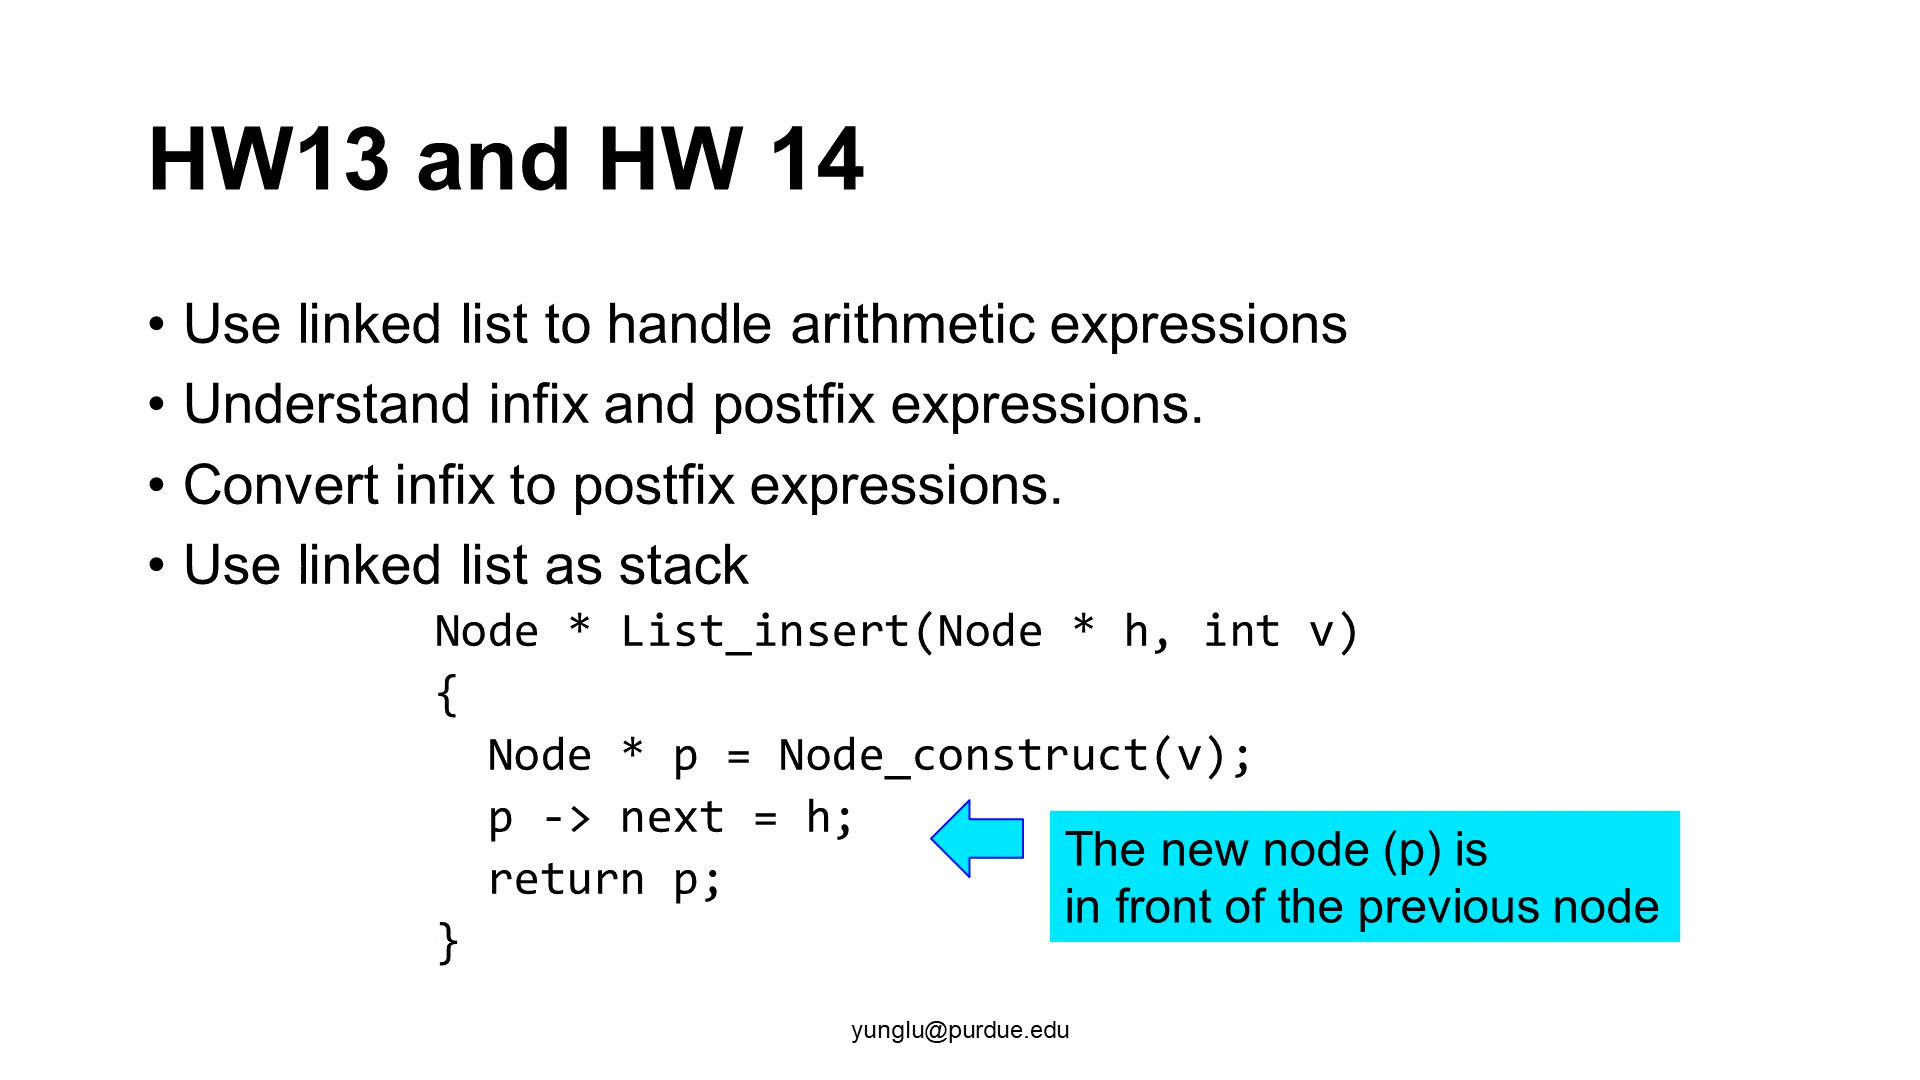 HW13 and HW 14
• Use linked list to handle arithmetic expressions
• Understand infix and postfix expressions.
• Convert infix to postfix expressions.
• Use linked list as stack
Node * List_insert(Node * h, int v)
{
  Node * p = Node_construct(v);
  p -> next = h;
  return p;
}
The new node (p) is
in front of the previous node
yunglu@purdue.edu